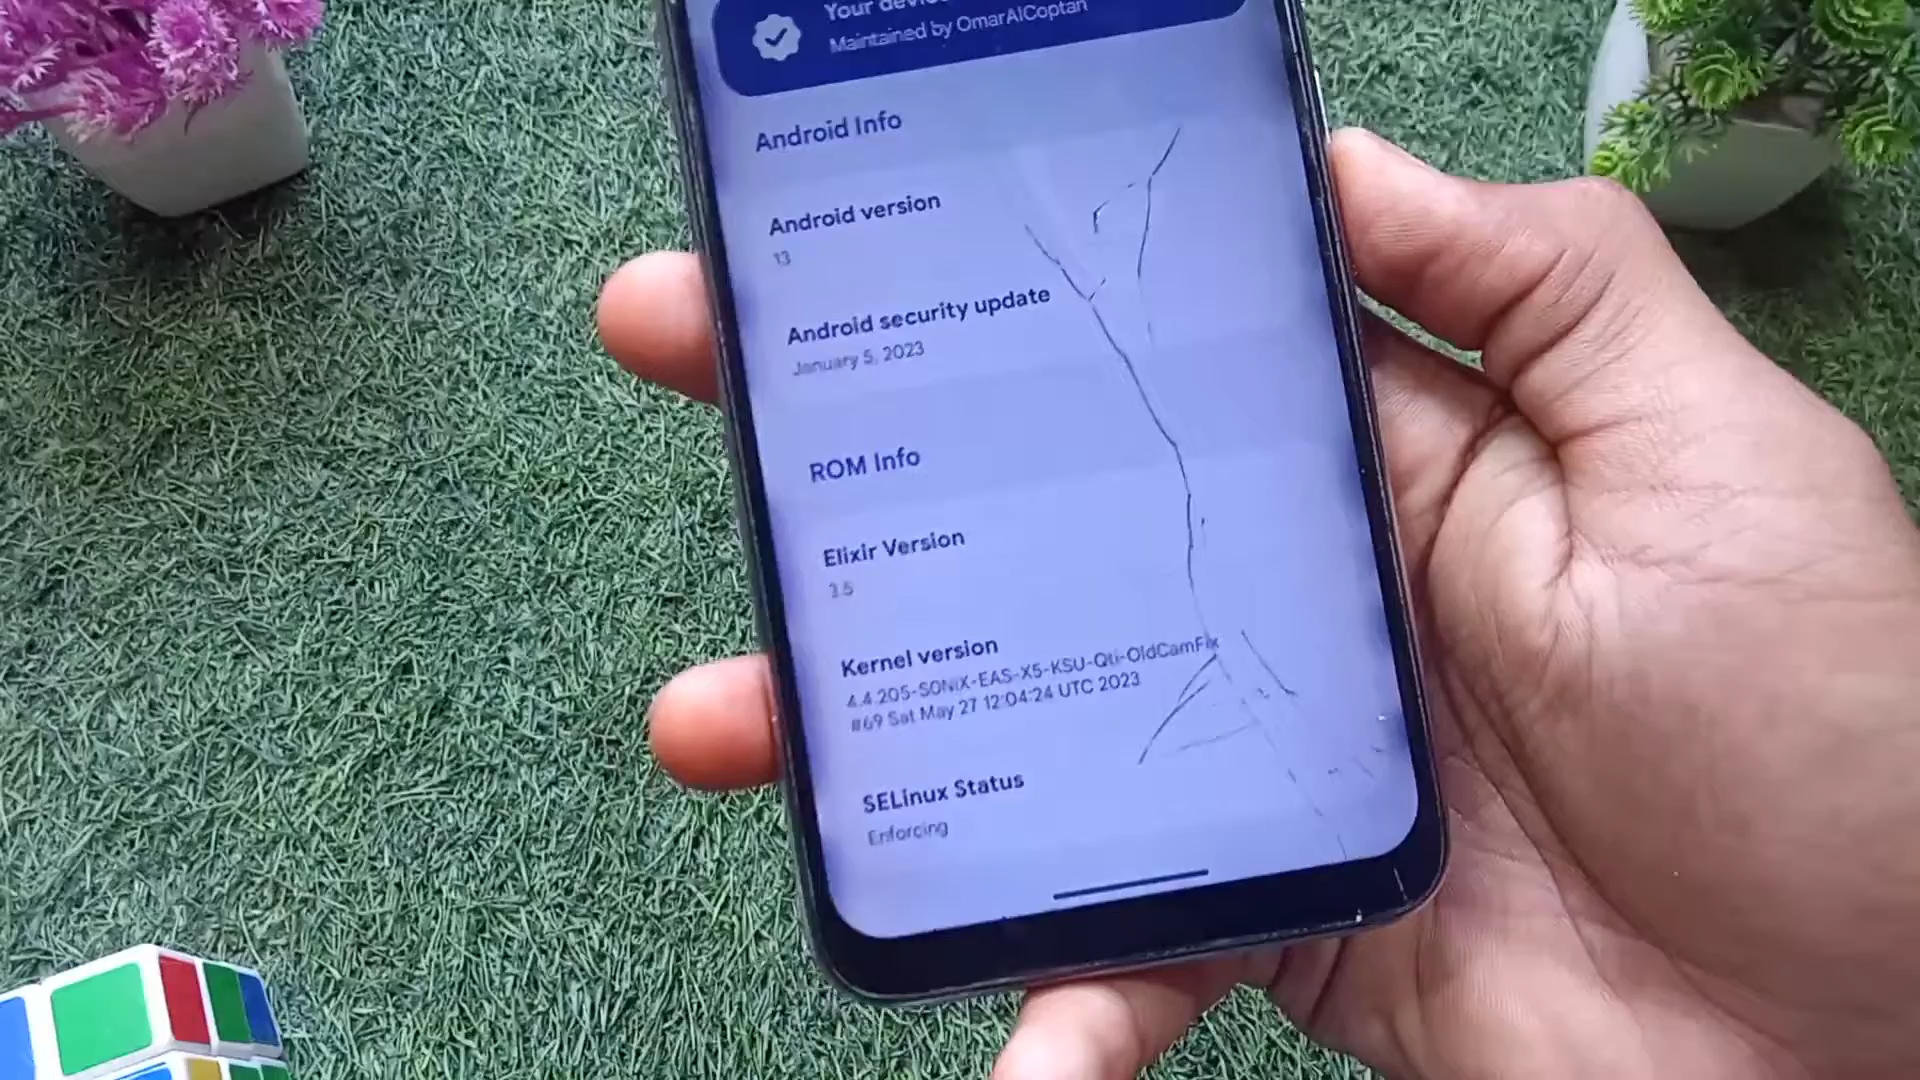 Your
Maintained by OmarAlCoptan
Android Info
Android version
13
Android security update
January 5, 2023
ROM Info
Elixir Version
3.5
Kernel version
4.4.205-SONiX-EAS-X5-KSU-Qti-OldCamFix
#69 Sat May 27 12:04:24 UTC 2023
SELinux Status
Enforcing